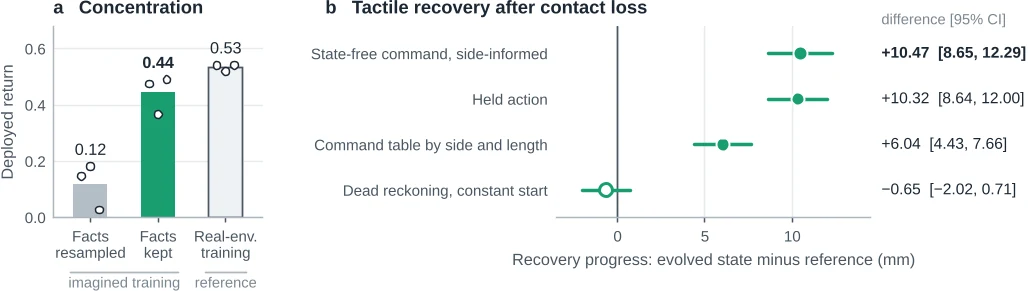 a Concentration
Deployed return
0.6
0.4
0.2
0.0
0.12
0.44
0.53
Facts
resampled
Facts
kept
Real-env.
training
imagined training
reference
b Tactile recovery after contact loss
difference [95% CI]
State-free command, side-informed
+10.47 [8.65, 12.29]
Held action
+10.32 [8.64, 12.00]
Command table by side and length
+6.04 [4.43, 7.66]
Dead reckoning, constant start
−0.65 [−2.02, 0.71]
0
5
10
Recovery progress: evolved state minus reference (mm)